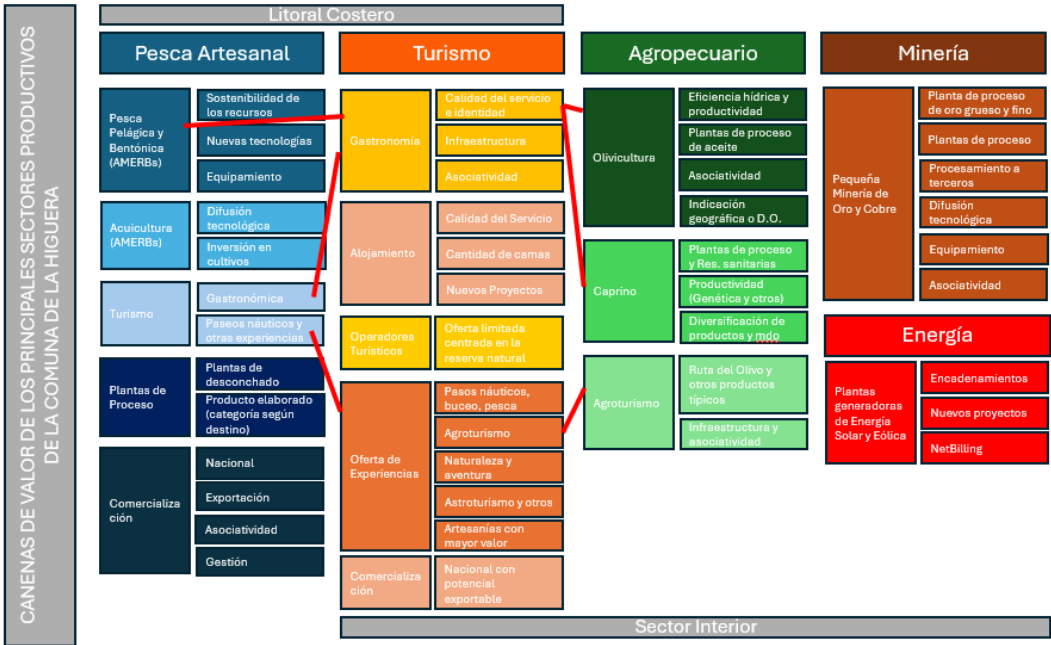 CANENAS DE VALOR DE LOS PRINCIPALES SECTORES PRODUCTIVOS
DE LA COMUNA DE LA HIGUERA
Litoral Costero
Pesca Artesanal
Pesca
Pelágica y
Bentónica
(AMERBs)
Sostenibilidad de
los recursos
Nuevas tecnologías
Equipamiento
Acuicultura
(AMERBs)
Difusión
tecnológica
Inversión en
cultivos
Turismo
Gastronómica
Paseos náuticos y
otras experiencias
Plantas de
Proceso
Plantas de
desconchado
Producto elaborado
(categoría según
destino)
Comercializa
ción
Nacional
Exportación
Asociatividad
Gestión
Turismo
Gastronomía
Calidad del servicio
e identidad
Infraestructura
Asociatividad
Alojamiento
Calidad del Servicio
Cantidad de camas
Nuevos Proyectos
Operadores
Turísticos
Oferta limitada
centrada en la
reserva natural
Oferta de
Experiencias
Pasos náuticos,
buceo, pesca
Agroturismo
Naturaleza y
aventura
Astroturismo y otros
Artesanías con
mayor valor
Comercializa
ción
Nacional con
potencial
exportable
Agropecuario
Olivicultura
Eficiencia hídrica y
productividad
Plantas de proceso
de aceite
Asociatividad
Indicación
geográfica o D.O.
Caprino
Plantas de proceso
y Res. sanitarias
Productividad
(Genética y otros)
Diversificación de
productos y mdo
Agroturismo
Ruta del Olivo y
otros productos
típicos
Infraestructura y
asociatividad
Minería
Pequeña
Minería de
Oro y Cobre
Planta de proceso
de oro grueso y fino
Plantas de proceso
Procesamiento a
terceros
Difusión
tecnológica
Equipamiento
Asociatividad
Energía
Plantas
generadoras
de Energía
Solar y Eólica
Encadenamientos
Nuevos proyectos
NetBilling
Sector Interior